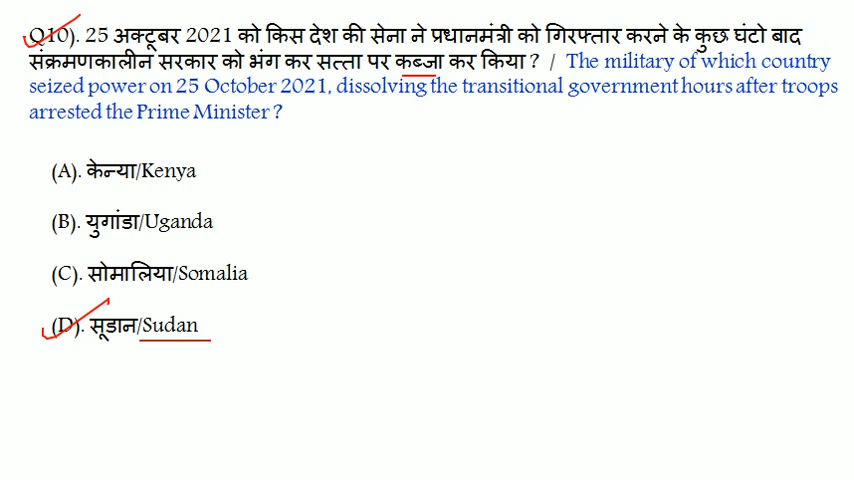 Q10). 25 अक्टूबर 2021 को किस देश की सेना ने प्रधानमंत्री को गिरफ्तार करने के कुछ घंटो बाद
संक्रमणकालीन सरकार को भंग कर सत्ता पर कब्जा कर किया ? / The military of which country
seized power on 25 October 2021, dissolving the transitional government hours after troops
arrested the Prime Minister ?
(A). केन्या/Kenya
(B). युगांडा/Uganda
(C). सोमालिया/Somalia
(D). सूडान/Sudan